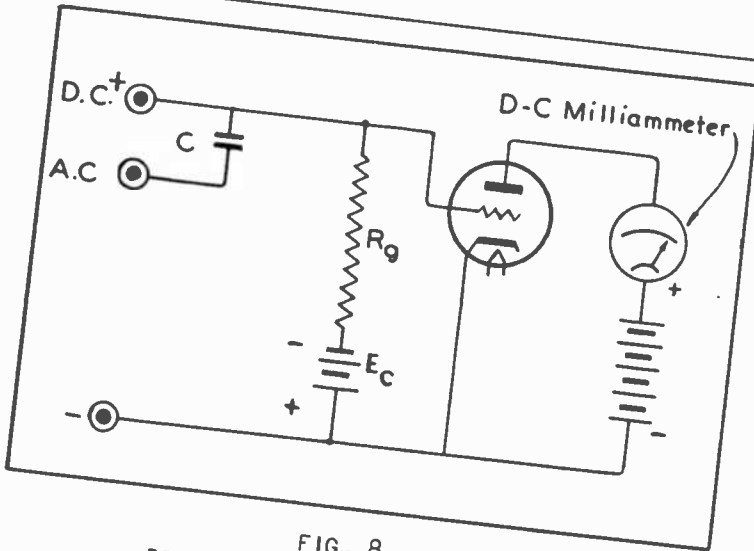 D.C.+
D-C Milliammeter
C
A.C
Rg
+
-
Ec
+
-
-
FIG. 8